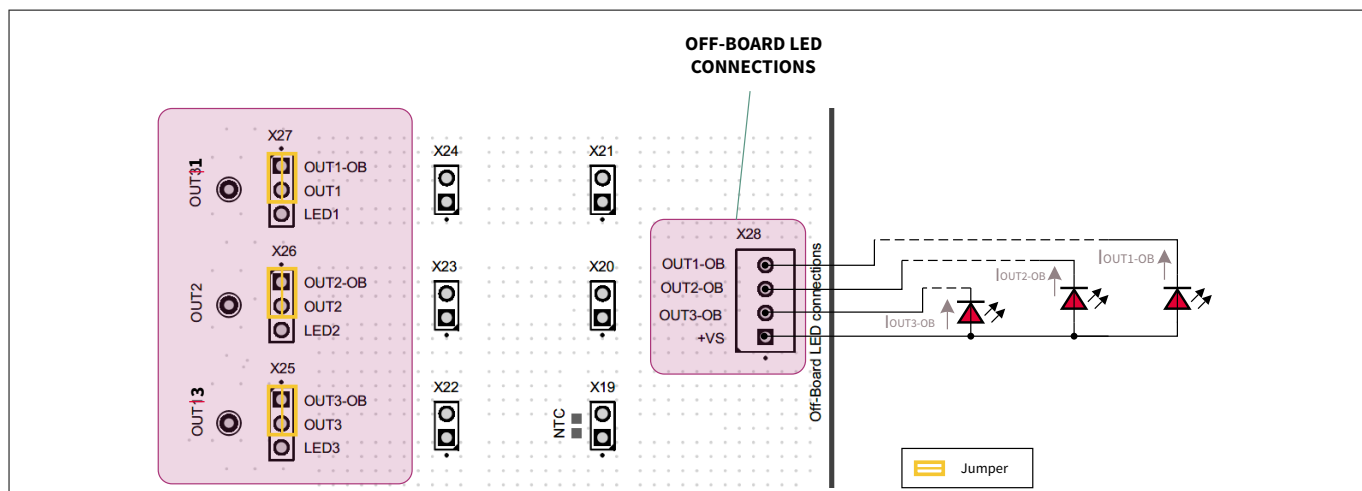 OFF-BOARD LED
CONNECTIONS
X27
OUT1-OB
OUT1
LED1
X24
X21
X28
OUT1-OB
OUT2-OB
OUT3-OB
+VS
Off-Board LED connections
IOUT1-OB
IOUT2-OB
IOUT3-OB
OUT2
X26
OUT2-OB
OUT2
LED2
X23
X20
X25
OUT3-OB
OUT3
LED3
X22
X19
NTC
Jumper